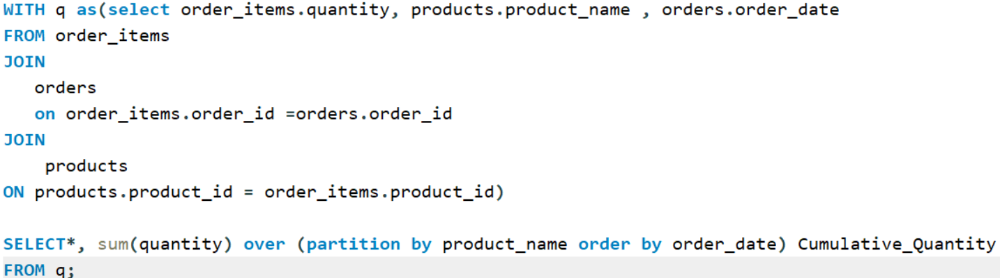 WITH q as(select order_items.quantity, products.product_name , orders.order_date
FROM order_items
JOIN
orders
on order_items.order_id =orders.order_id
JOIN
products
ON products.product_id = order_items.product_id)
SELECT*, sum(quantity) over (partition by product_name order by order_date) Cumulative_Quantity
FROM q;